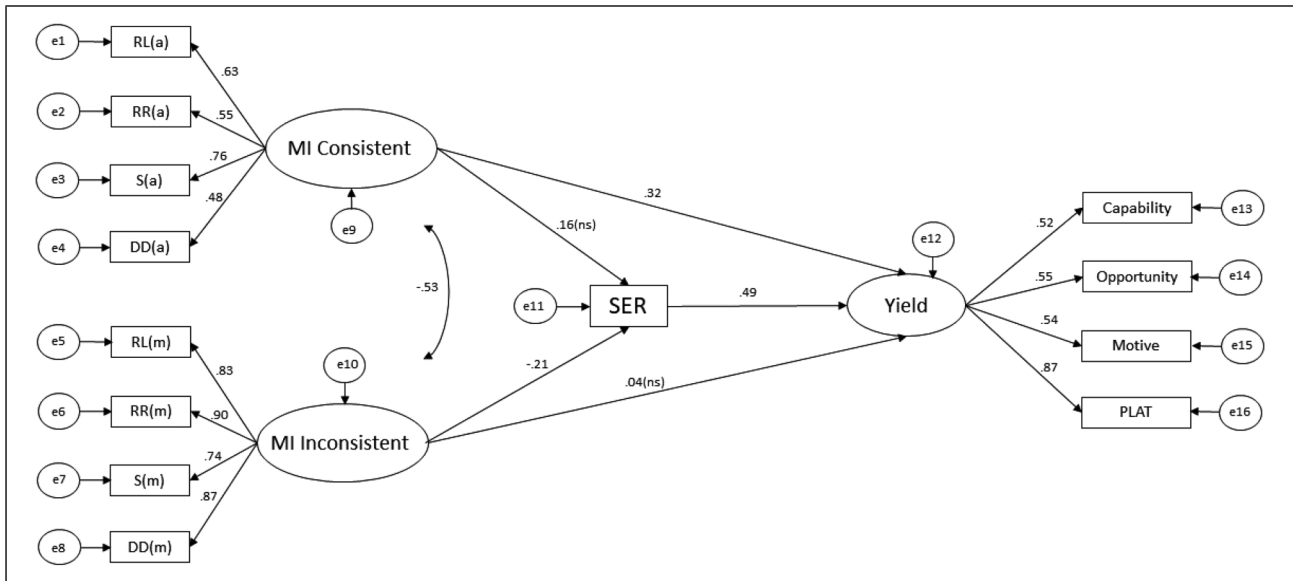 e1
RL(a)
.63
e2
RR(a)
.55
MI Consistent
e3
S(a)
.76
.48
e4
DD(a)
e9
.32
.16(ns)
-.53
e11
SER
.49
e12
Yield
e5
RL(m)
.83
e10
-.21
.04(ns)
e6
RR(m)
.90
MI Inconsistent
e7
S(m)
.74
.87
e8
DD(m)
.52
Capability
e13
.55
Opportunity
e14
.54
Motive
e15
.87
PLAT
e16